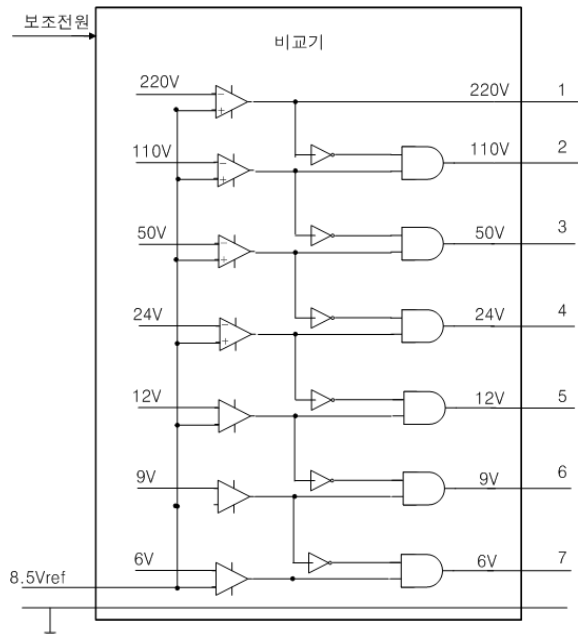 보조전원
비교기
220V − + 220V 1
110V − + 110V 2
50V − + 50V 3
24V − + 24V 4
12V 12V 5
9V 9V 6
6V 6V 7
8.5Vref